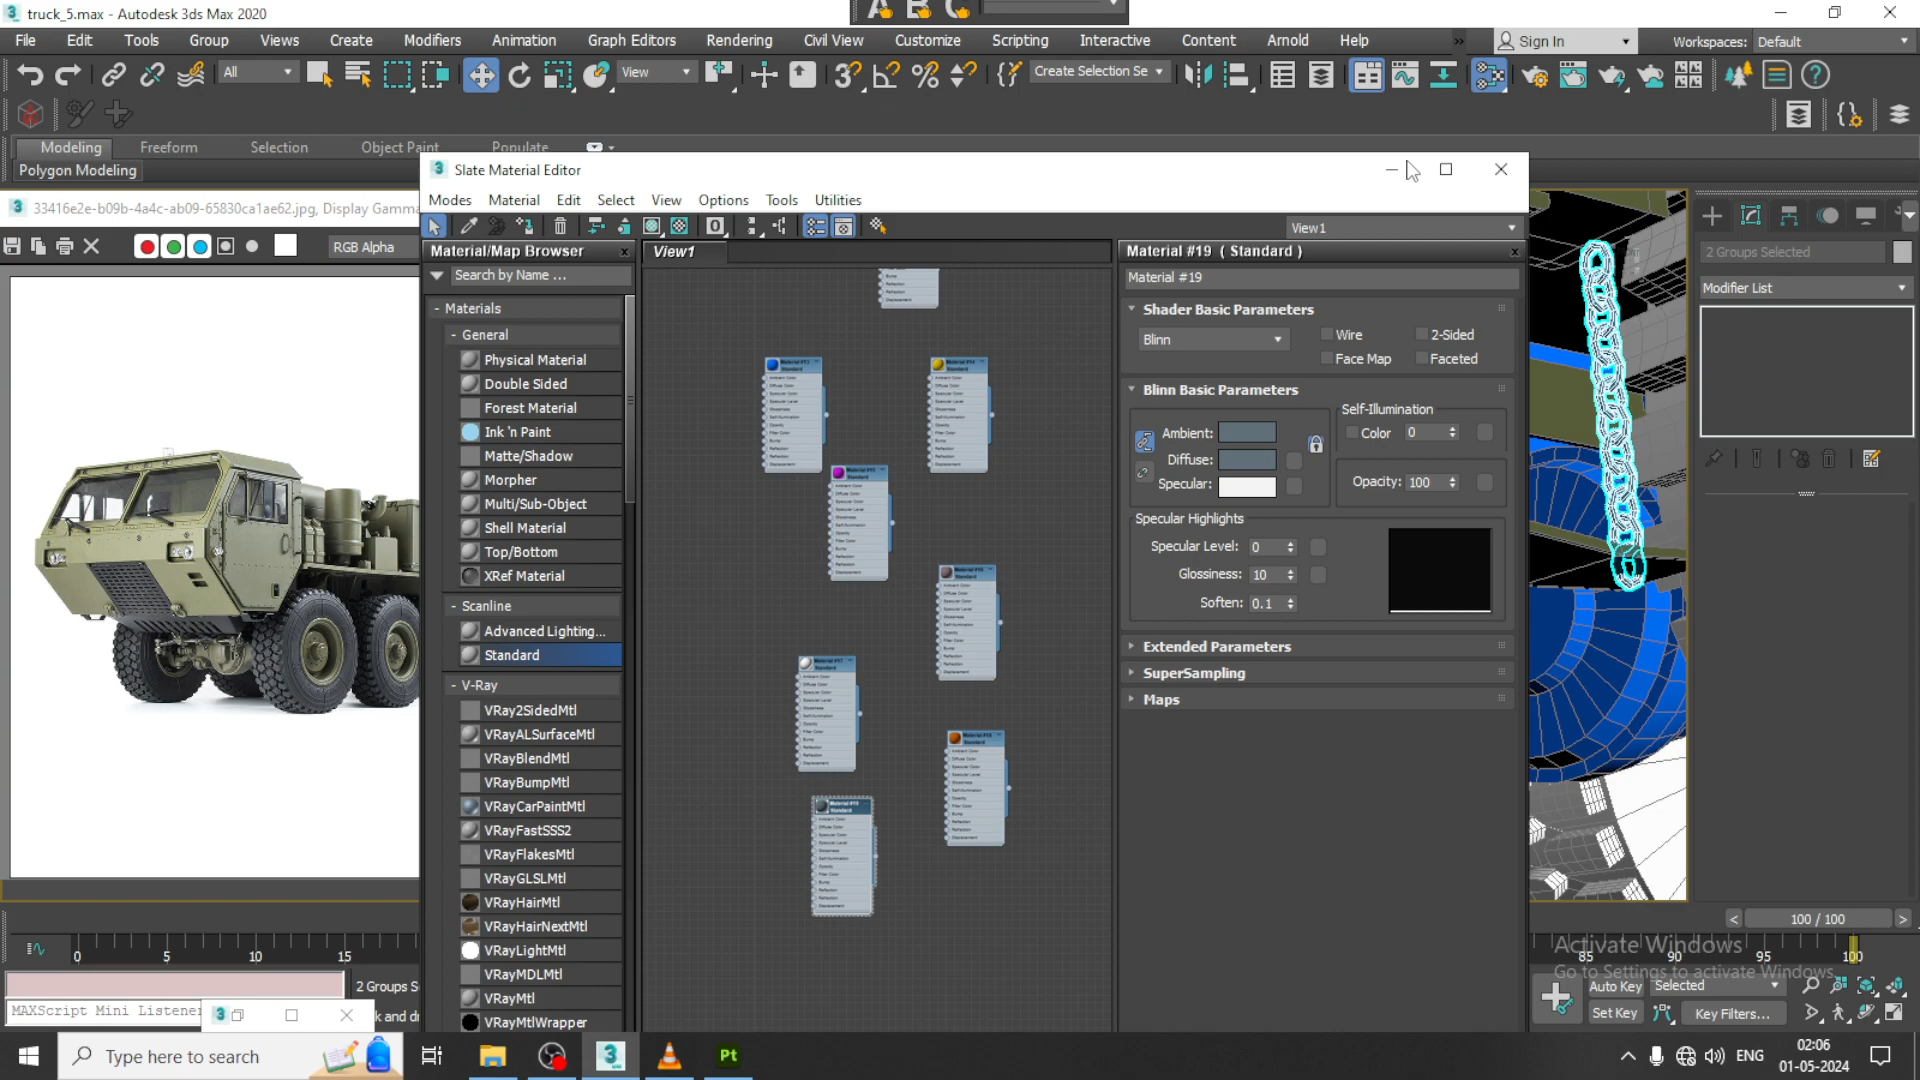 truck_5.max - Autodesk 3ds Max 2020
File Edit Tools Group Views Create Modifiers Animation Graph Editors Rendering Civil View Customize Scripting Interactive Content Arnold Help
Sign In
Workspaces: Default
All
View
Create Selection Se
Modeling Freeform Selection Object Paint Populate
Polygon Modeling
33416e2e-b09b-4a4c-ab09-65830ca1ae62.jpg, Display Gamma
RGB Alpha
Slate Material Editor
Modes Material Edit Select View Options Tools Utilities
View1
Material/Map Browser
Search by Name ...
- Materials
- General
Physical Material
Double Sided
Forest Material
Ink 'n Paint
Matte/Shadow
Morpher
Multi/Sub-Object
Shell Material
Top/Bottom
XRef Material
- Scanline
Advanced Lighting...
Standard
- V-Ray
VRay2SidedMtl
VRayALSurfaceMtl
VRayBlendMtl
VRayBumpMtl
VRayCarPaintMtl
VRayFastSSS2
VRayFlakesMtl
VRayGLSLMtl
VRayHairMtl
VRayHairNextMtl
VRayLightMtl
VRayMDLMtl
VRayMtl
VRayMtlWrapper
View1
Material #19 ( Standard )
Material #19
Shader Basic Parameters
Blinn
Wire
2-Sided
Face Map
Faceted
Blinn Basic Parameters
Self-Illumination
Ambient:
Color 0
Diffuse:
Specular:
Opacity: 100
Specular Highlights
Specular Level: 0
Glossiness: 10
Soften: 0.1
Extended Parameters
SuperSampling
Maps
2 Groups Selected
Modifier List
100 / 100
0 5 10 15
85 90 95 100
Activate Windows
Go to Settings to activate Windows.
2 Groups S
MAXScript Mini Listener
k and dr
Auto Key
Selected
Set Key
Key Filters...
Type here to search
Pt
ENG
02:06
01-05-2024